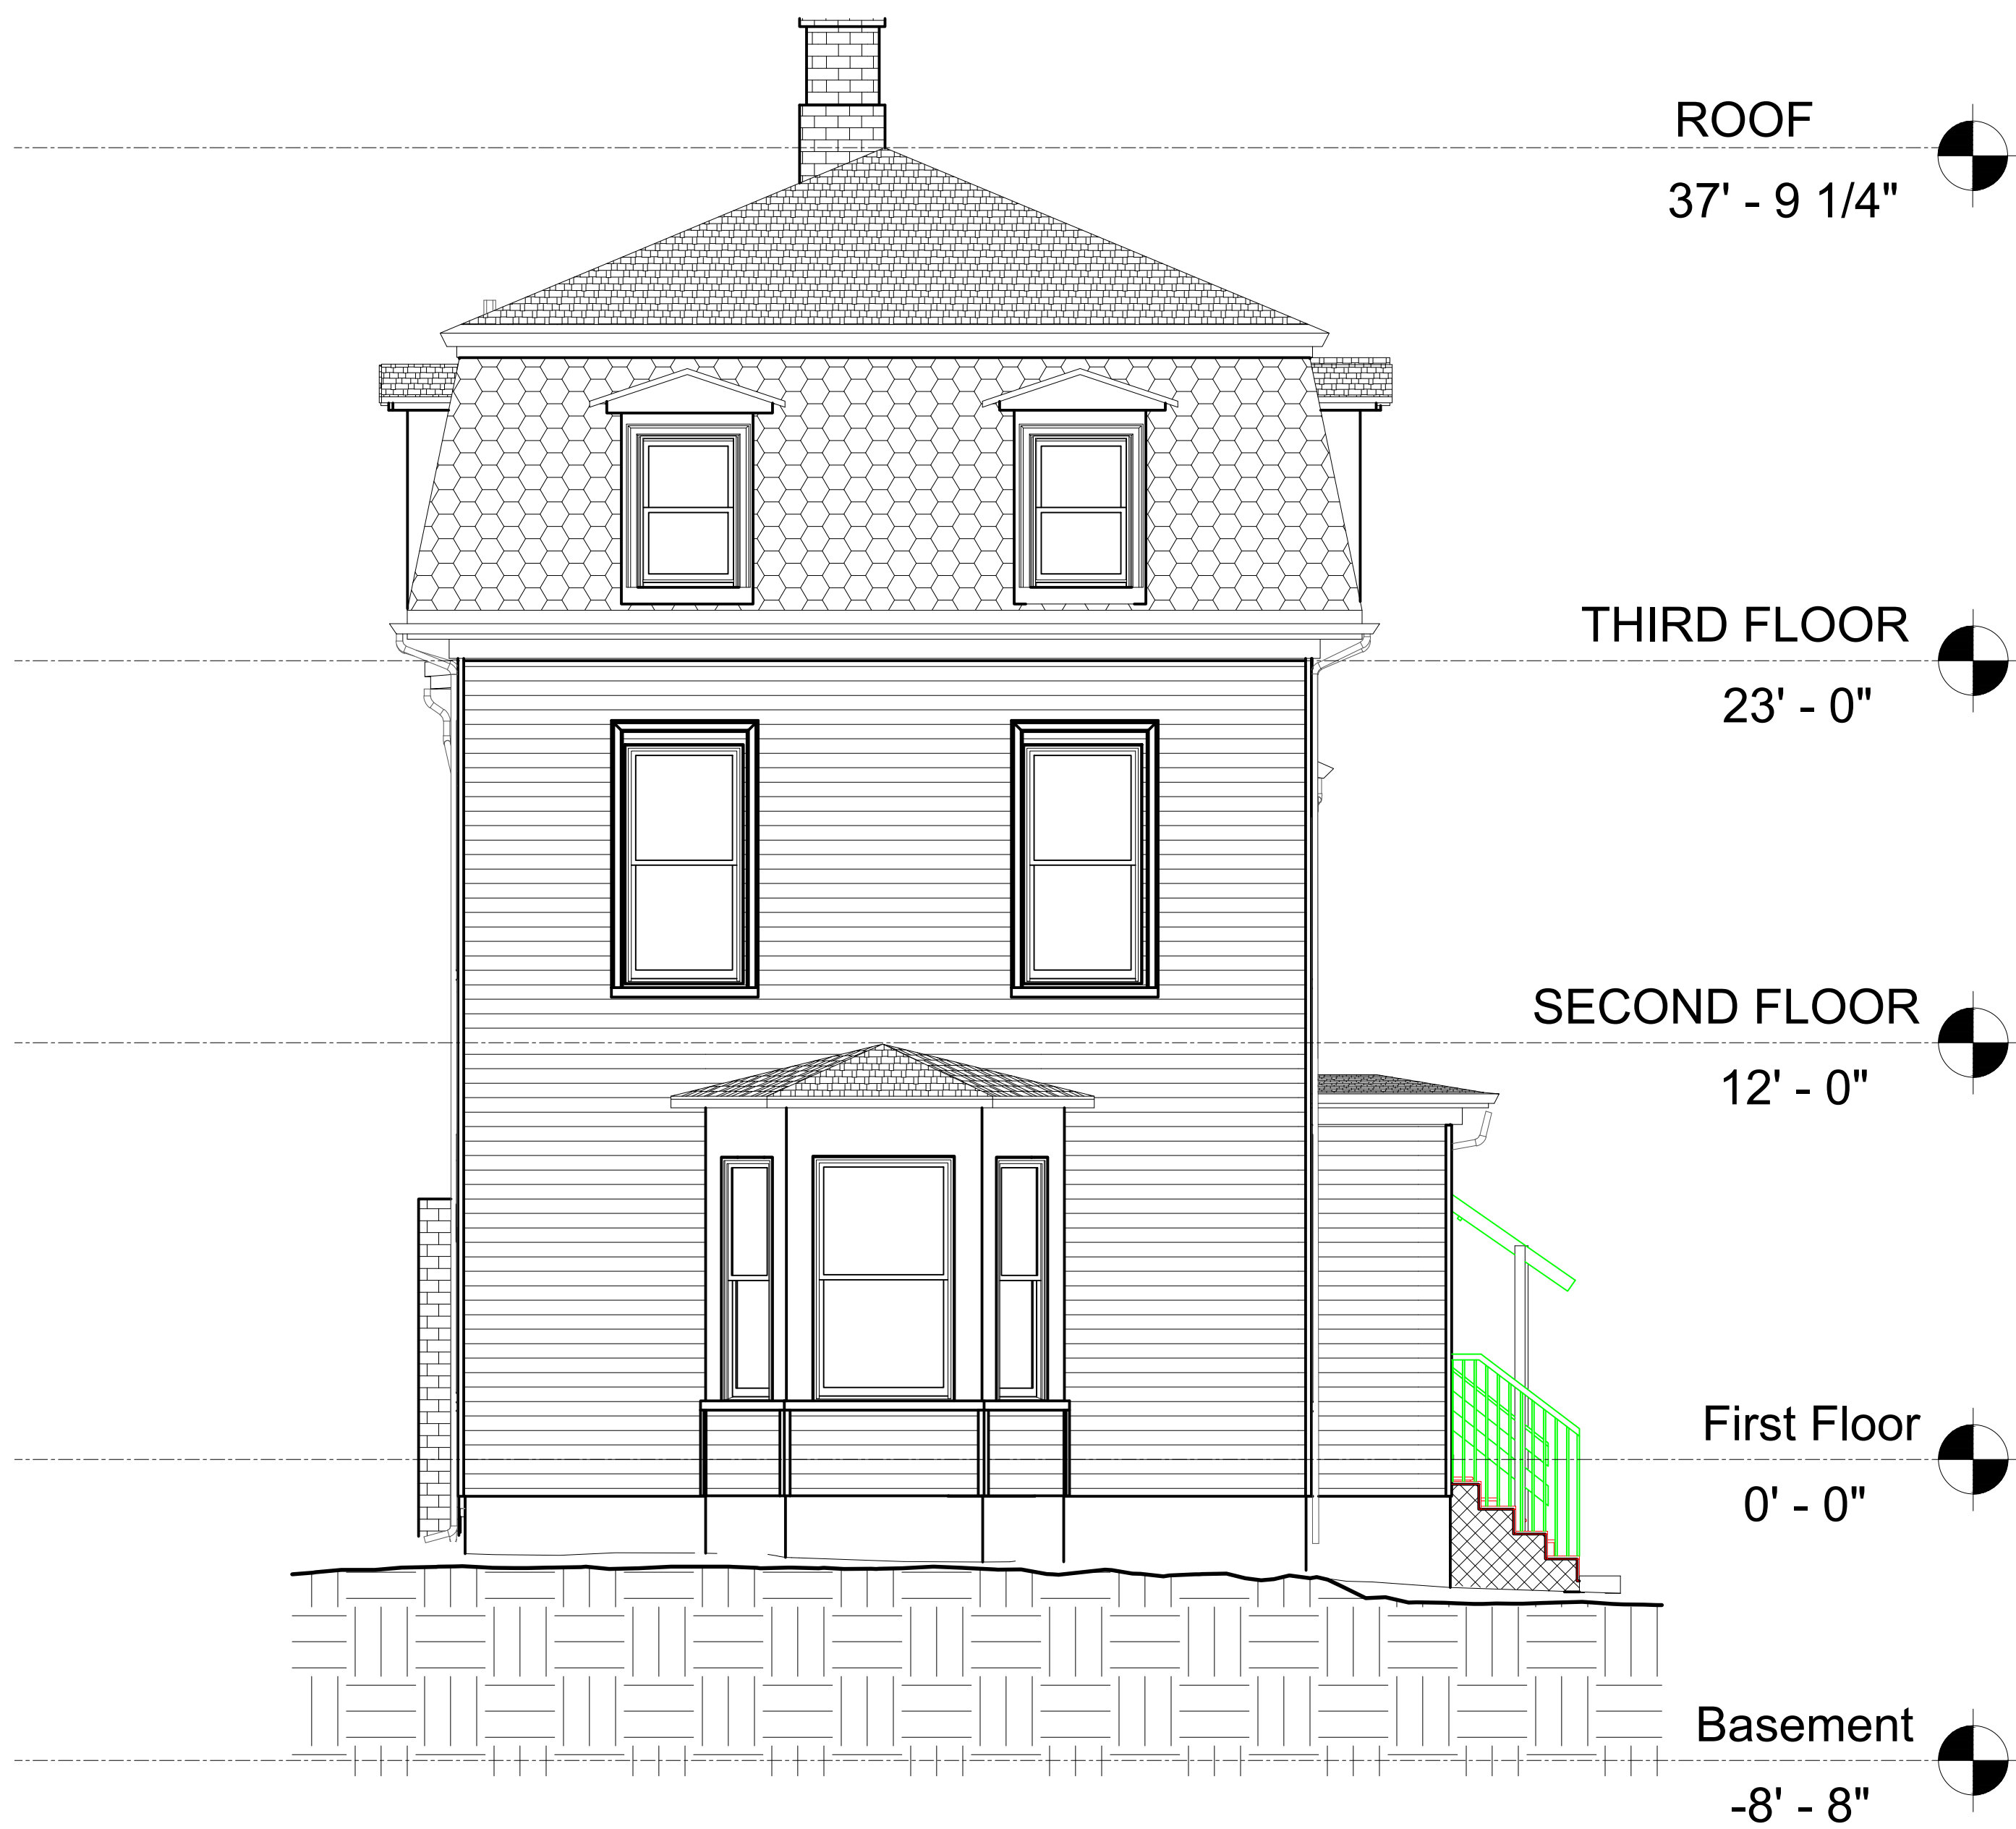 ROOF
37' - 9 1/4"
THIRD FLOOR
23' - 0"
SECOND FLOOR
12' - 0"
First Floor
0' - 0"
Basement
-8' - 8"